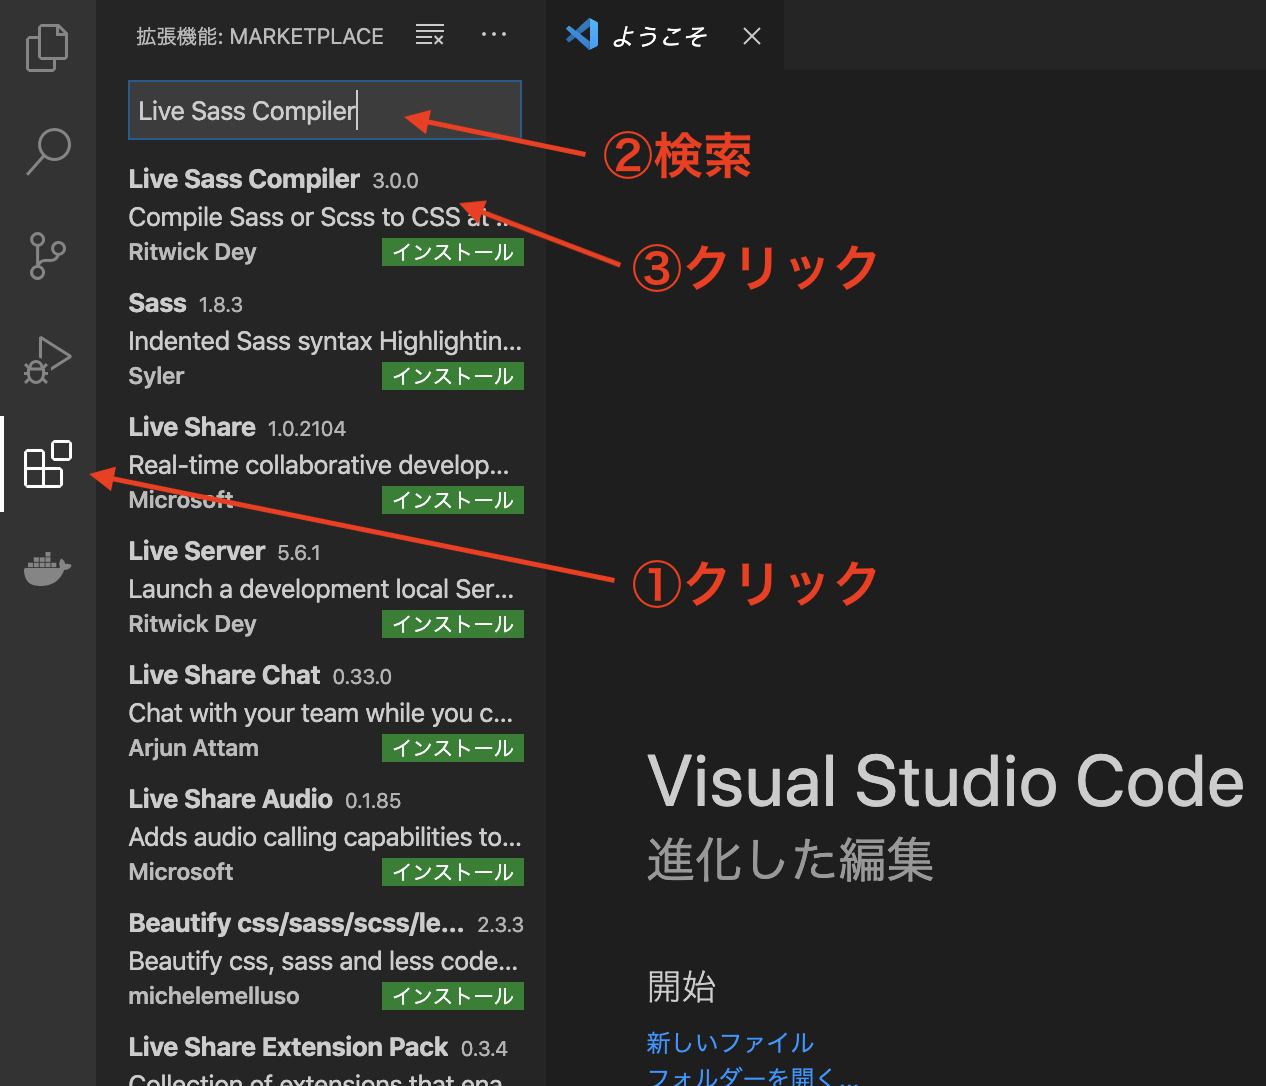 拡張機能: MARKETPLACE
ようこそ
Live Sass Compiler
②検索
Live Sass Compiler 3.0.0
Compile Sass or Scss to CSS at ...
Ritwick Dey インストール
③クリック
Sass 1.8.3
Indented Sass syntax Highlightin...
Syler インストール
Live Share 1.0.2104
Real-time collaborative develop...
Microsoft インストール
Live Server 5.6.1
Launch a development local Ser...
Ritwick Dey インストール
①クリック
Live Share Chat 0.33.0
Chat with your team while you c...
Arjun Attam インストール
Live Share Audio 0.1.85
Adds audio calling capabilities to...
Microsoft インストール
Beautify css/sass/scss/le... 2.3.3
Beautify css, sass and less code...
michelemelluso インストール
Live Share Extension Pack 0.3.4
Collection of extensions that ena...
Visual Studio Code
進化した編集
開始
新しいファイル
フォルダーを開く...